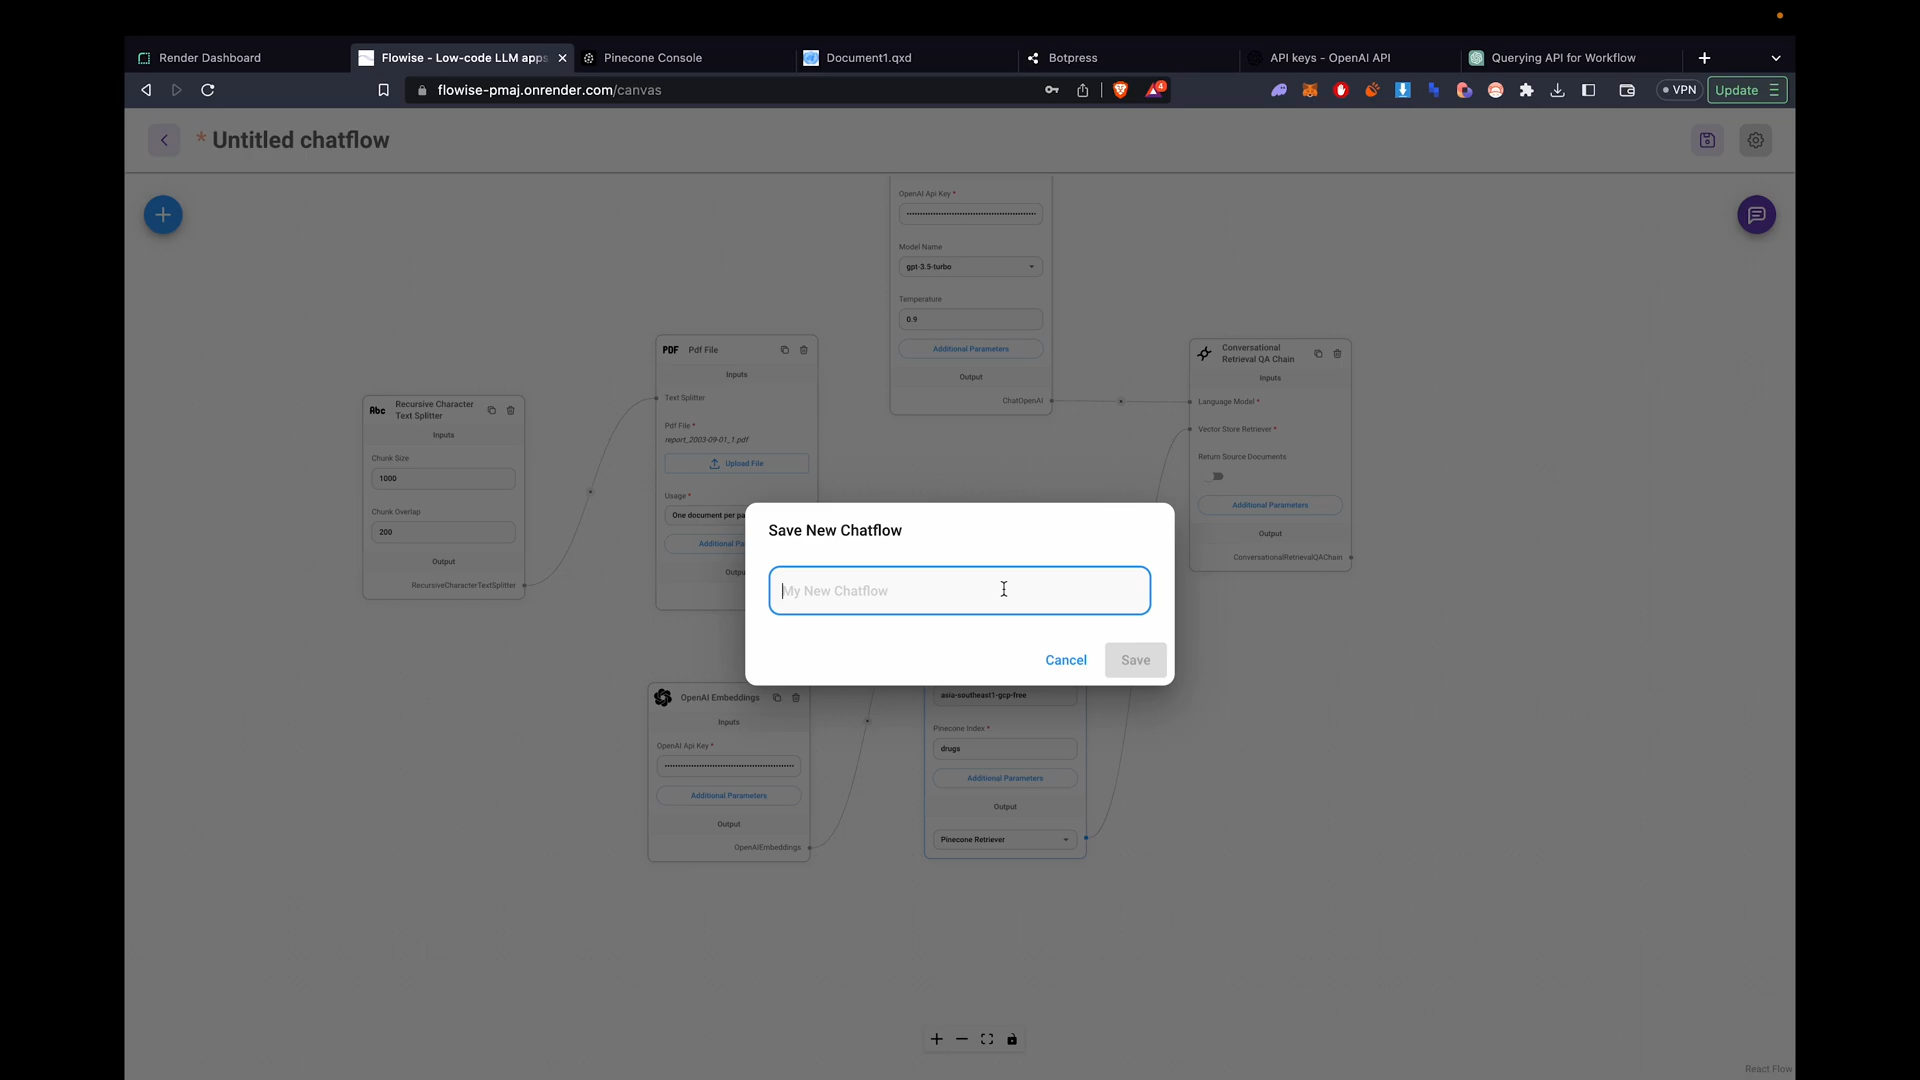 Render Dashboard
Flowise - Low-code LLM apps
Pinecone Console
Document1.qxd
Botpress
API keys - OpenAI API
Querying API for Workflow
flowise-pmaj.onrender.com/canvas
4
VPN
Update
* Untitled chatflow
OpenAI Api Key *
Model Name
gpt-3.5-turbo
Temperature
0.9
Additional Parameters
Output
ChatOpenAI
PDF
Pdf File
Inputs
Text Splitter
Pdf File *
report_2003-09-01_1.pdf
Upload File
Usage *
One document per pa
Additional Pa
Outpu
Conversational
Retrieval QA Chain
Inputs
Language Model *
Vector Store Retriever *
Return Source Documents
Additional Parameters
Output
ConversationalRetrievalQAChain
Abc
Recursive Character
Text Splitter
Inputs
Chunk Size
1000
Chunk Overlap
200
Output
RecursiveCharacterTextSplitter
Save New Chatflow
My New Chatflow
Cancel
Save
OpenAI Embeddings
Inputs
OpenAI Api Key *
Additional Parameters
Output
OpenAIEmbeddings
asia-southeast1-gcp-free
Pinecone Index *
drugs
Additional Parameters
Output
Pinecone Retriever
React Flow